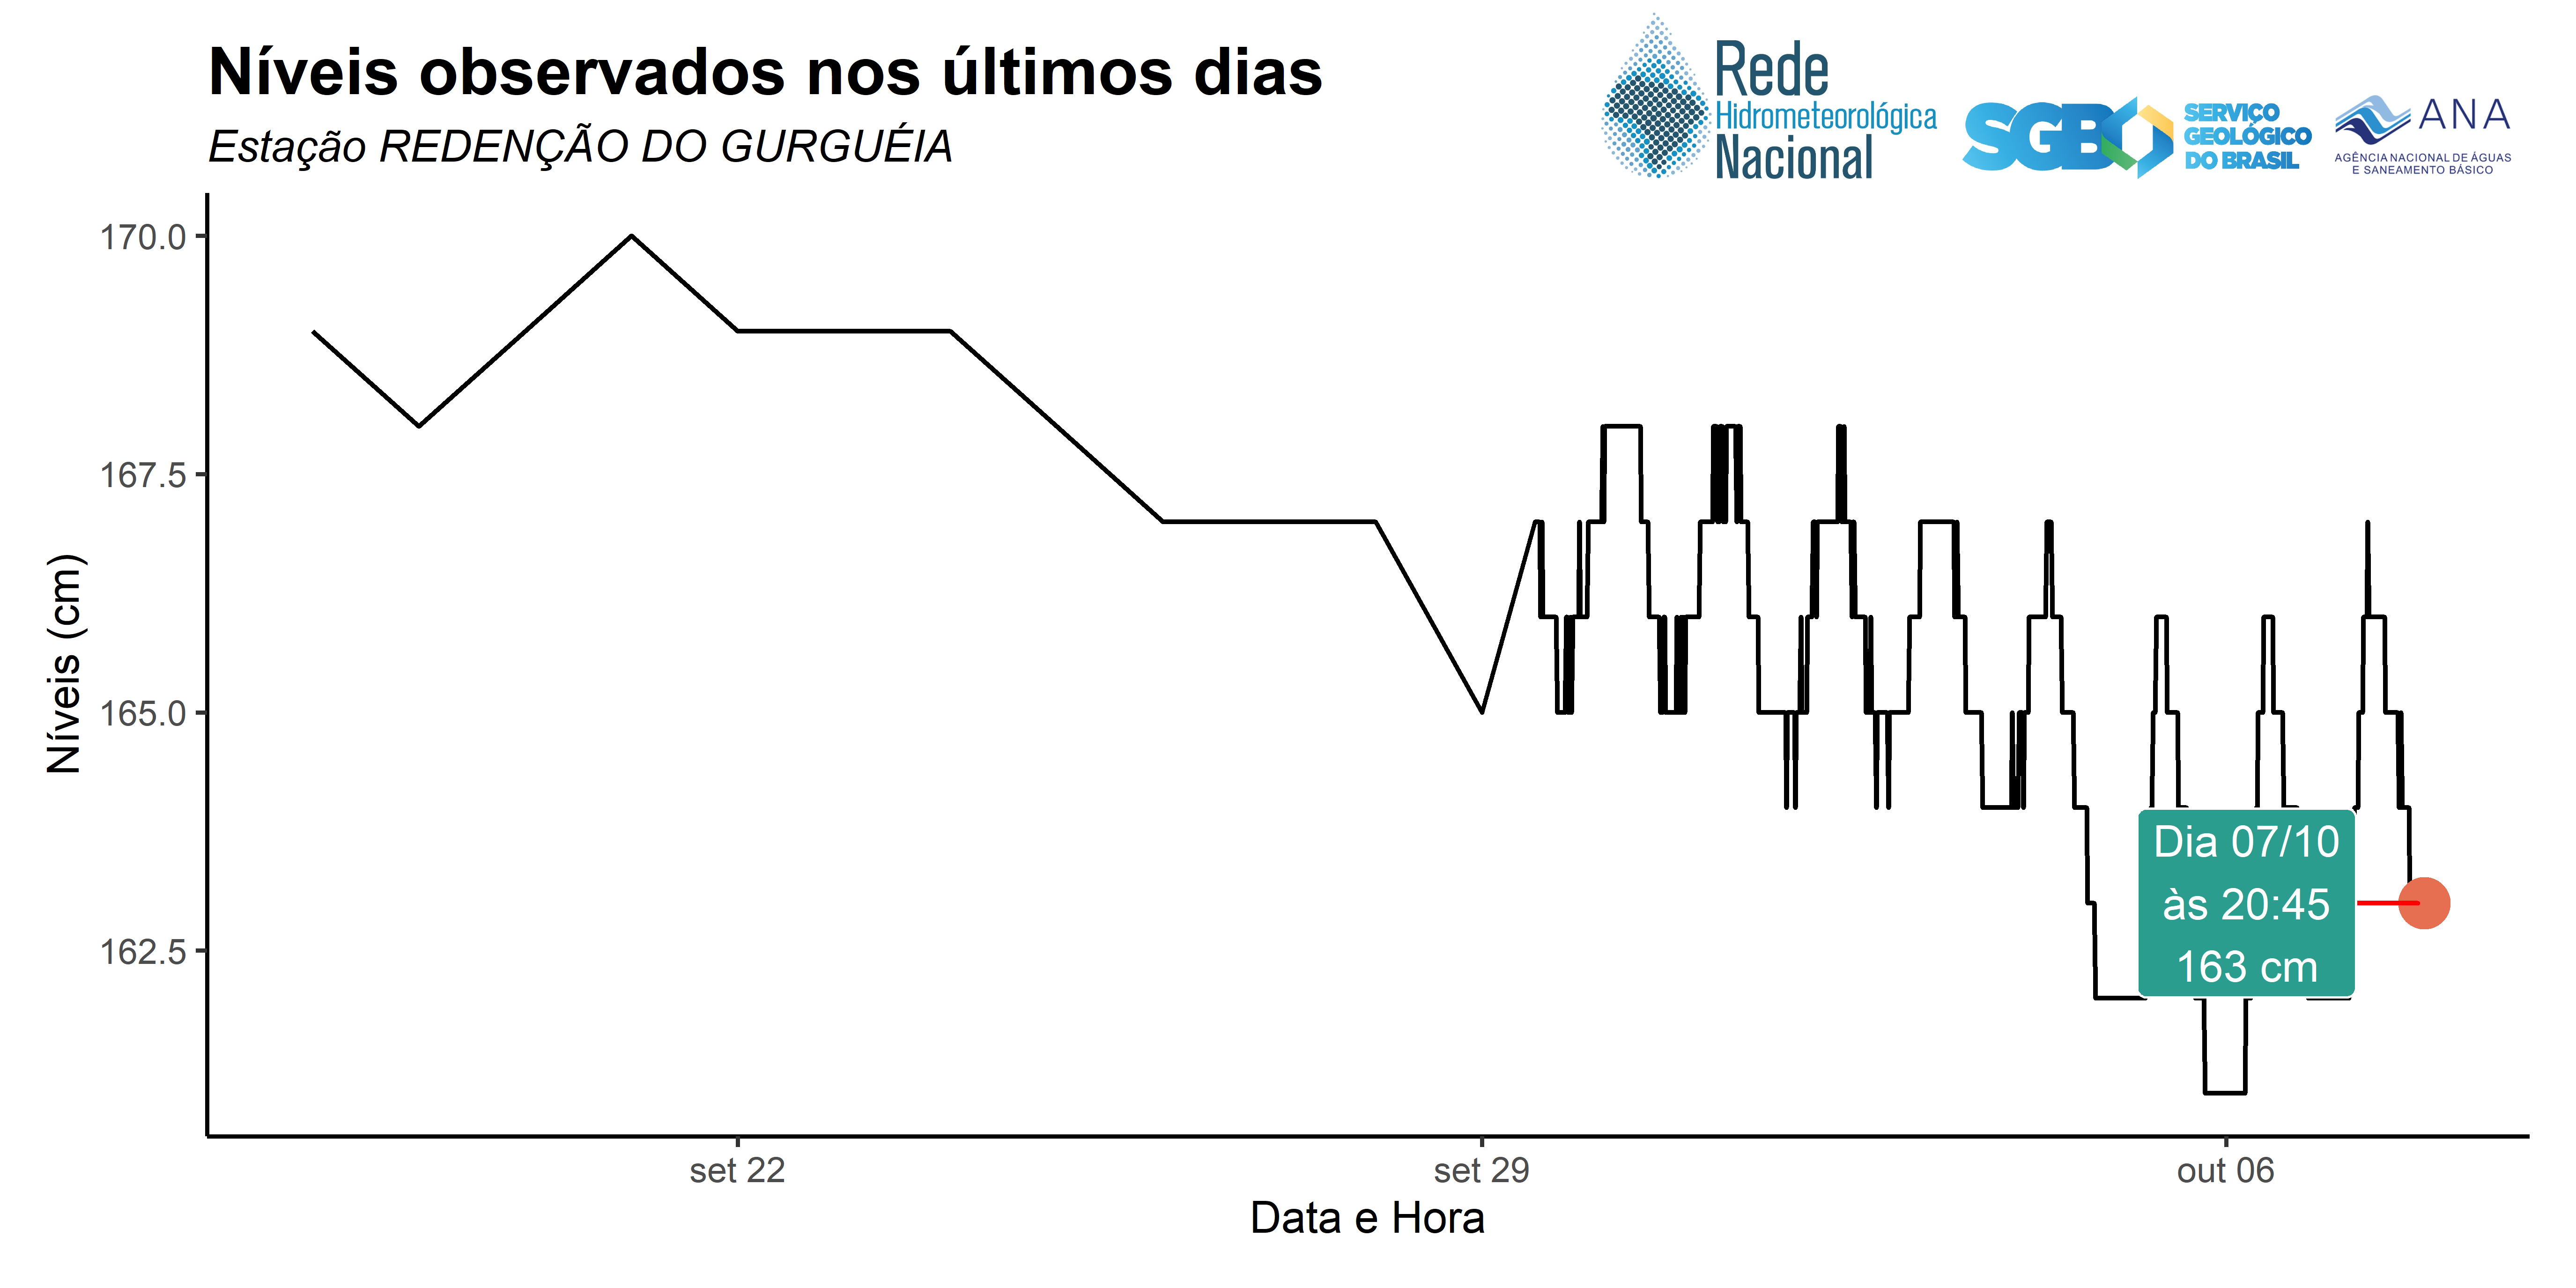 Níveis observados nos últimos dias
Estação REDENÇÃO DO GURGUÉIA
Rede
Hidrometeorológica
Nacional
SGB
SERVIÇO
GEOLÓGICO
DO BRASIL
ANA
AGÊNCIA NACIONAL DE ÁGUAS
E SANEAMENTO BÁSICO
Níveis (cm)
170.0
167.5
165.0
162.5
Dia 07/10
às 20:45
163 cm
set 22
set 29
out 06
Data e Hora